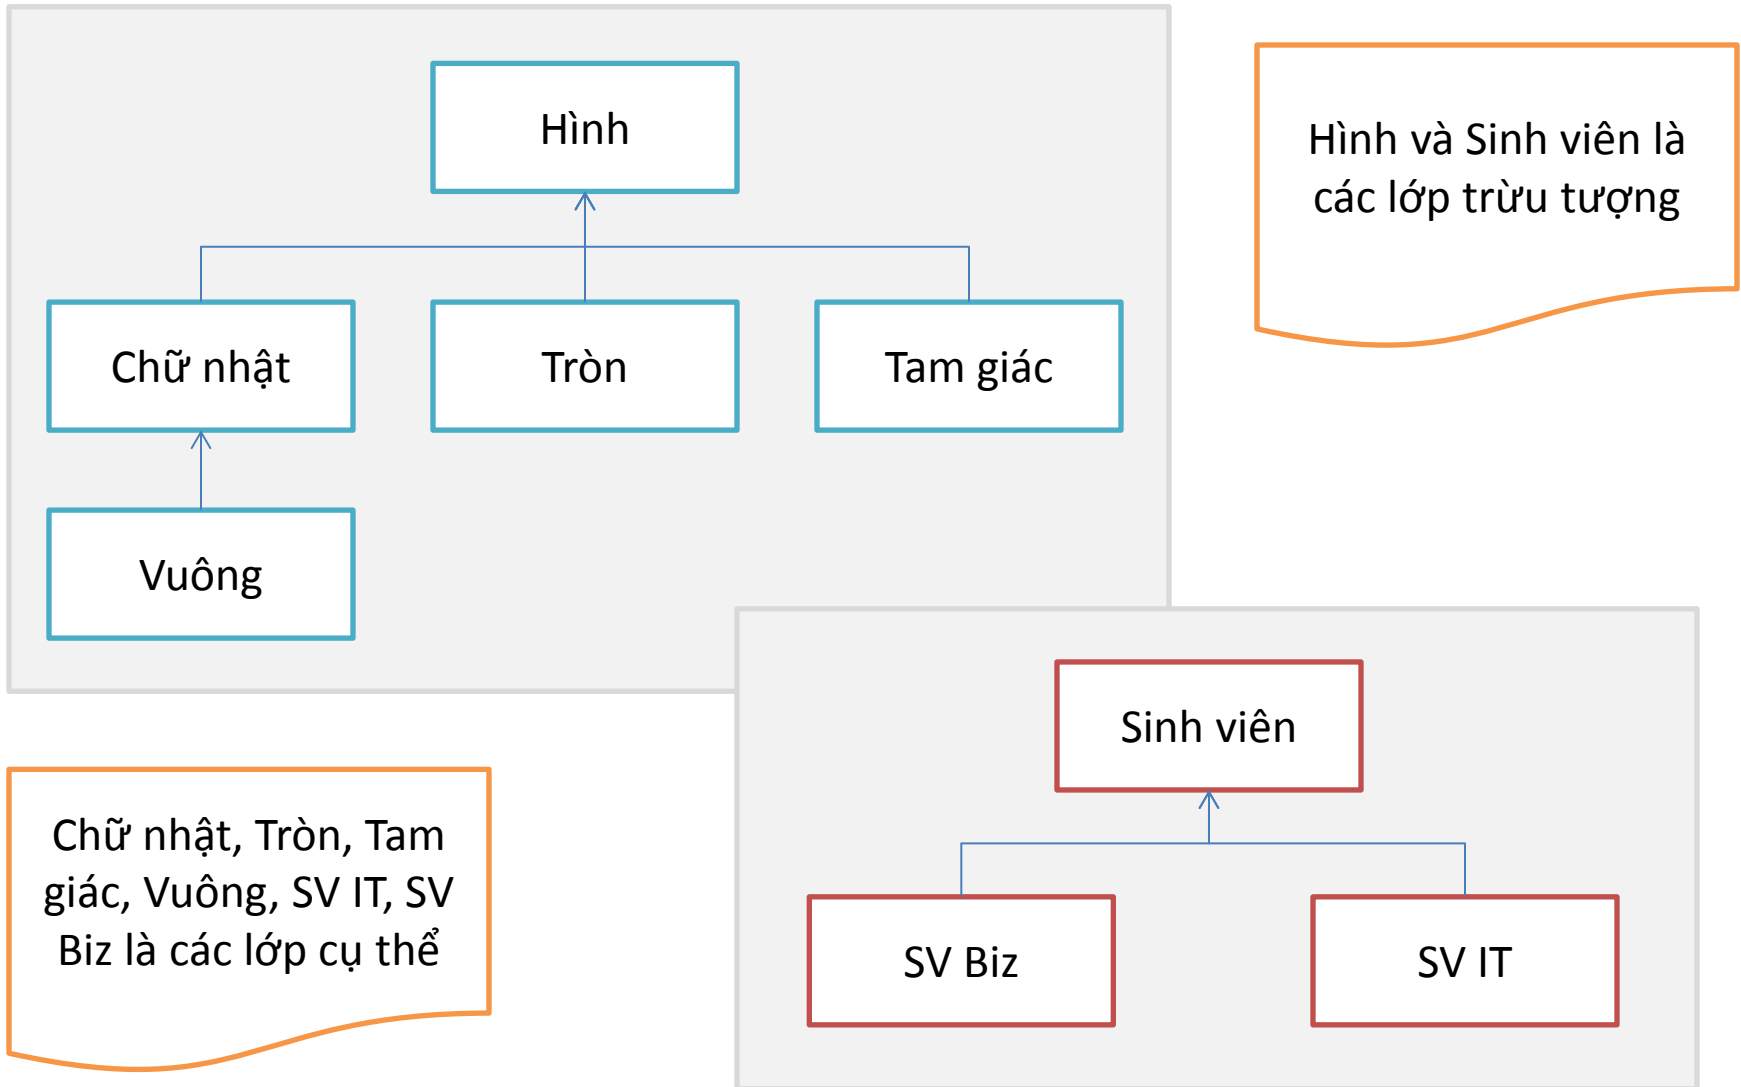 Hình
Hình và Sinh viên là
các lớp trừu tượng
Chữ nhật
Tròn
Tam giác
Vuông
Sinh viên
Chữ nhật, Tròn, Tam
giác, Vuông, SV IT, SV
Biz là các lớp cụ thể
SV Biz
SV IT